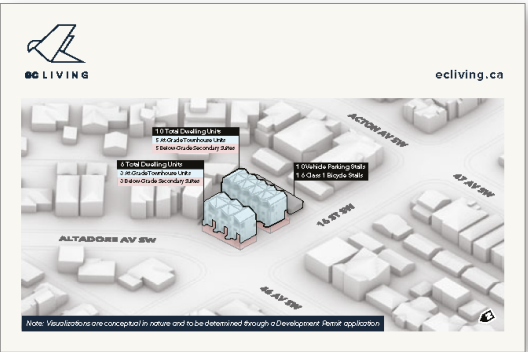 ec LIVING
ecliving.ca
10 Total Dwelling Units
5 At-Grade Townhouse Units
5 Below-Grade Secondary Suites
6 Total Dwelling Units
3 At-Grade Townhouse Units
3 Below-Grade Secondary Suites
10 Vehicle Parking Stalls
16 Class 1 Bicycle Stalls
ACTON AV SW
47 AV SW
16 ST SW
ALTADORE AV SW
46 AV SW
Note: Visualizations are conceptual in nature and to be determined through a Development Permit application